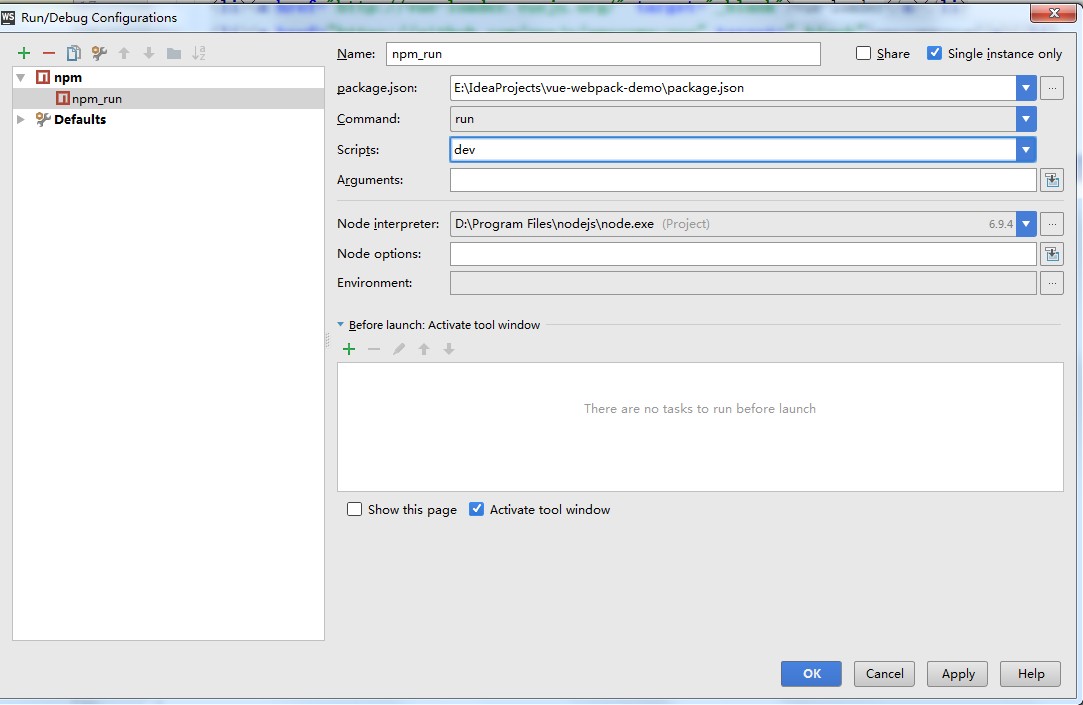 WS Run/Debug Configurations
Name: npm_run Share Single instance only
npm
npm_run
Defaults
package.json: E:\IdeaProjects\vue-webpack-demo\package.json ...
Command: run
Scripts: dev
Arguments:
Node interpreter: D:\Program Files\nodejs\node.exe (Project) 6.9.4 ...
Node options:
Environment: ...
Before launch: Activate tool window
There are no tasks to run before launch
Show this page Activate tool window
OK Cancel Apply Help